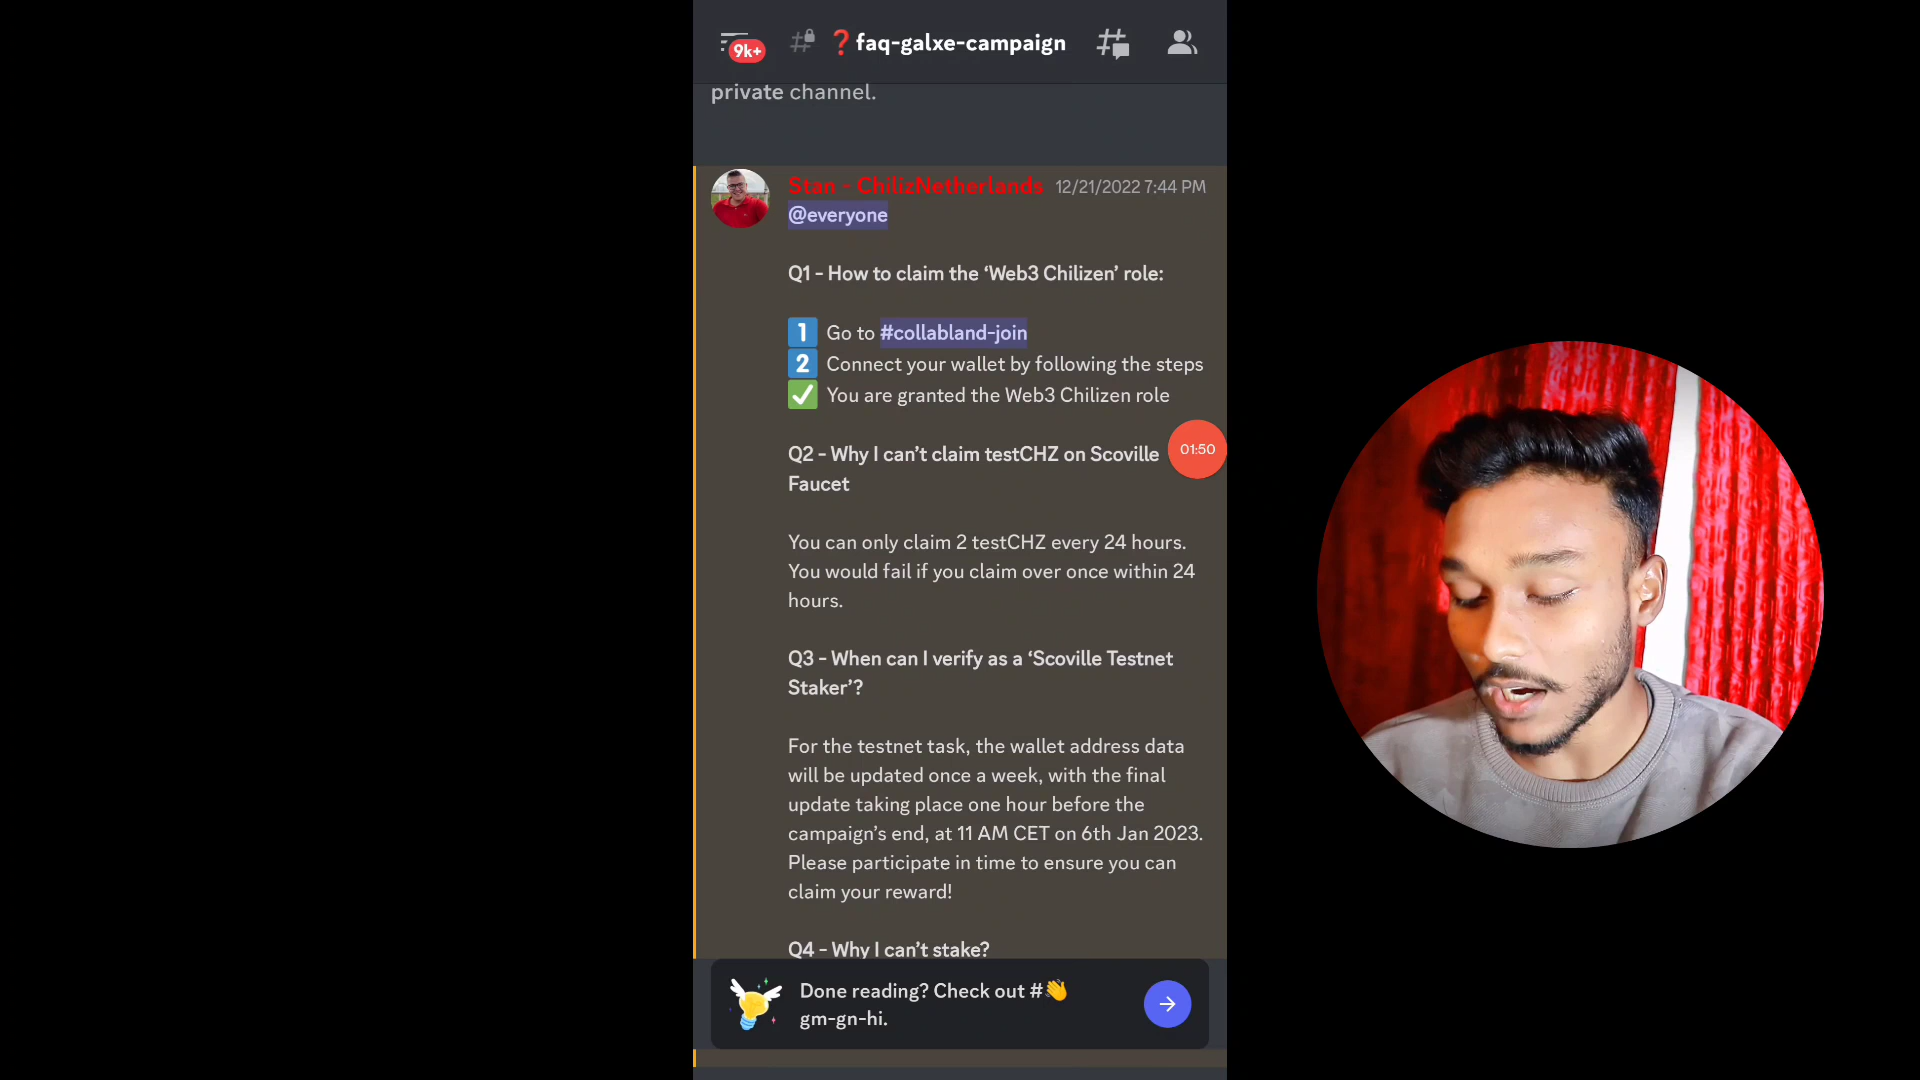 9k+
❓faq-galxe-campaign
private channel.
Stan - ChilizNetherlands 12/21/2022 7:44 PM
@everyone
Q1 - How to claim the ‘Web3 Chilizen’ role:
1 Go to #collabland-join
2 Connect your wallet by following the steps
✅ You are granted the Web3 Chilizen role
Q2 - Why I can’t claim testCHZ on Scoville
Faucet
01:50
You can only claim 2 testCHZ every 24 hours.
You would fail if you claim over once within 24
hours.
Q3 - When can I verify as a ‘Scoville Testnet
Staker’?
For the testnet task, the wallet address data
will be updated once a week, with the final
update taking place one hour before the
campaign’s end, at 11 AM CET on 6th Jan 2023.
Please participate in time to ensure you can
claim your reward!
Q4 - Why I can’t stake?
Done reading? Check out #👋
gm-gn-hi.